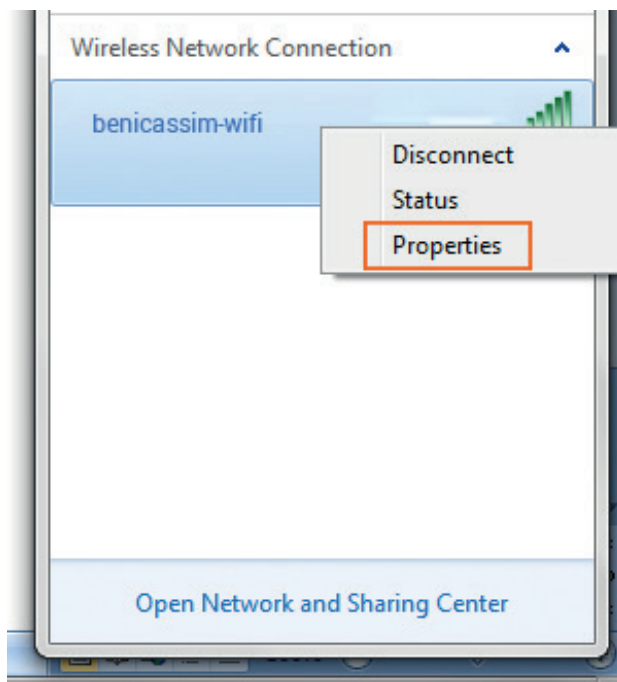 Wireless Network Connection
benicassim-wifi
Disconnect
Status
Properties
Open Network and Sharing Center